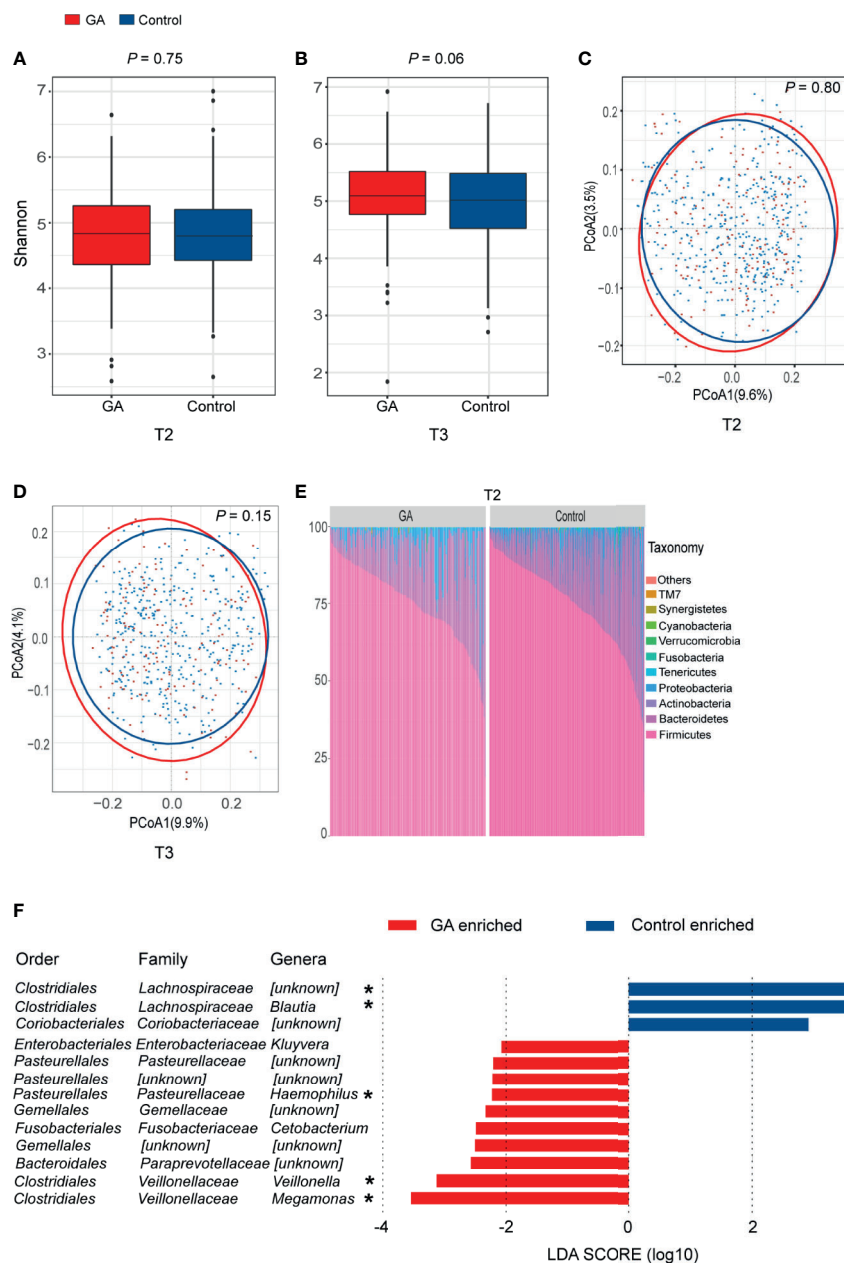 GA Control
A
P = 0.75
Shannon
7
6
5
4
3
GA Control
T2
B
P = 0.06
7
6
5
4
3
2
GA Control
T3
C
P = 0.80
PCoA2(3.5%)
0.2
0.1
0.0
−0.1
−0.2
−0.2 0.0 0.2
PCoA1(9.6%)
T2
D
P = 0.15
PCoA2(4.1%)
0.2
0.1
0.0
−0.1
−0.2
−0.2 0.0 0.2
PCoA1(9.9%)
T3
E
T2
GA Control
100
75
50
25
0
Taxonomy
Others
TM7
Synergistetes
Cyanobacteria
Verrucomicrobia
Fusobacteria
Tenericutes
Proteobacteria
Actinobacteria
Bacteroidetes
Firmicutes
F
GA enriched Control enriched
Order Family Genera
Clostridiales Lachnospiraceae [unknown] *
Clostridiales Lachnospiraceae Blautia *
Coriobacteriales Coriobacteriaceae [unknown]
Enterobacteriales Enterobacteriaceae Kluyvera
Pasteurellales Pasteurellaceae [unknown]
Pasteurellales [unknown] [unknown]
Pasteurellales Pasteurellaceae Haemophilus *
Gemellales Gemellaceae [unknown]
Fusobacteriales Fusobacteriaceae Cetobacterium
Gemellales [unknown] [unknown]
Bacteroidales Paraprevotellaceae [unknown]
Clostridiales Veillonellaceae Veillonella *
Clostridiales Veillonellaceae Megamonas *
-4 -2 0 2
LDA SCORE (log10)